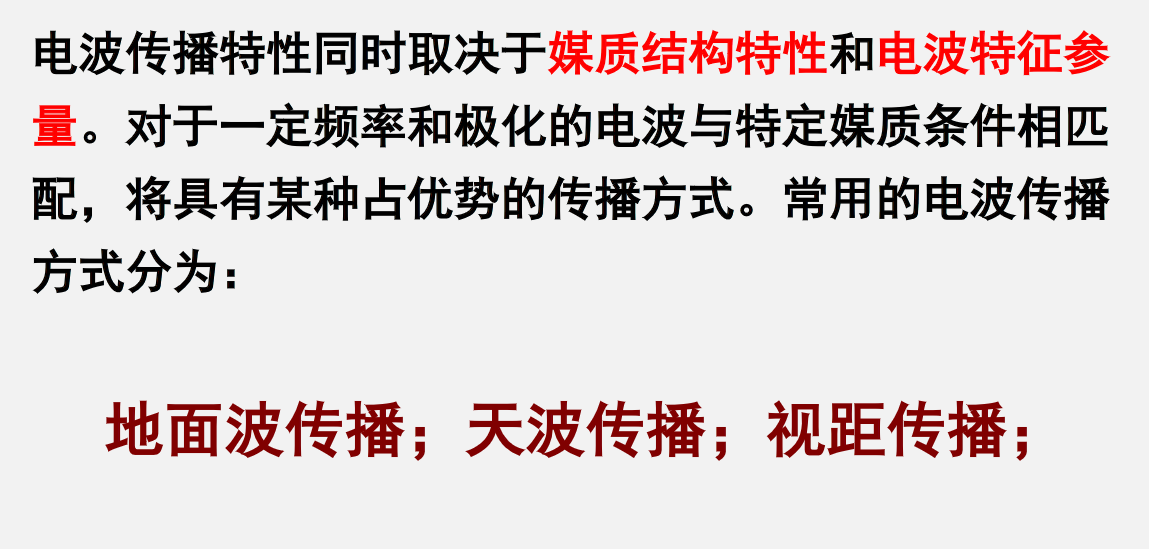 电波传播特性同时取决于媒质结构特性和电波特征参
量。对于一定频率和极化的电波与特定媒质条件相匹
配，将具有某种占优势的传播方式。常用的电波传播
方式分为：
地面波传播；天波传播；视距传播；